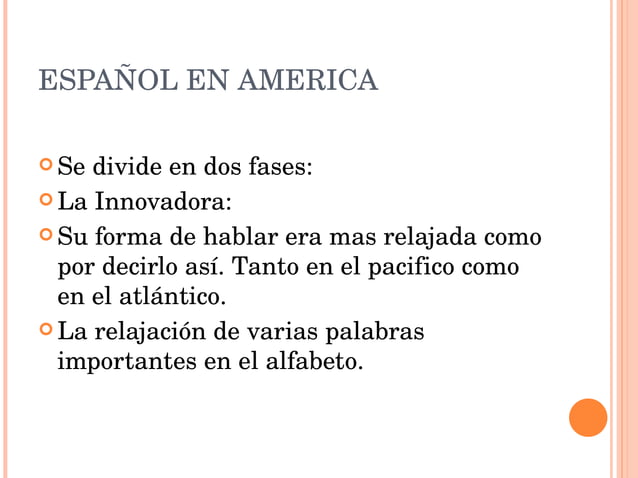 ESPAÑOL EN AMERICA
Se divide en dos fases:
La Innovadora:
Su forma de hablar era mas relajada como
por decirlo así. Tanto en el pacifico como
en el atlántico.
La relajación de varias palabras
importantes en el alfabeto.